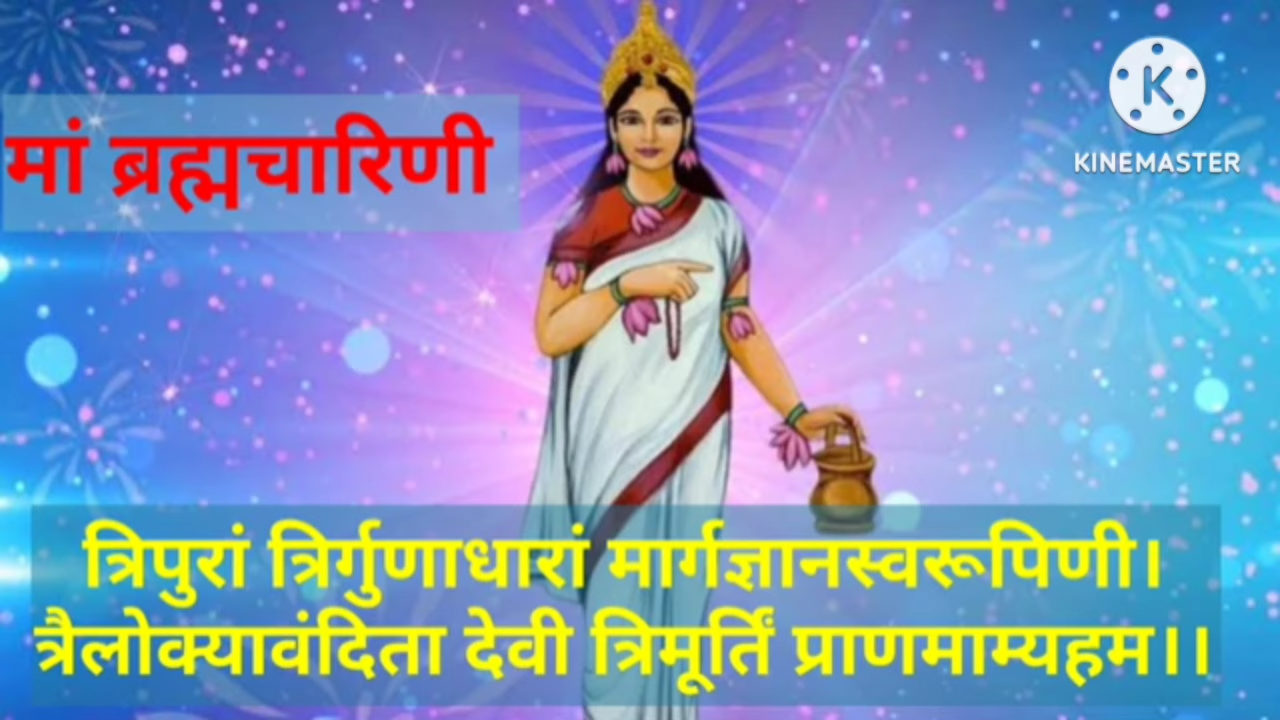 मां ब्रह्मचारिणी
KINEMASTER
त्रिपुरां त्रिर्गुणाधारां मार्गज्ञानस्वरूपिणी।
त्रैलोक्यावंदिता देवी त्रिमूर्तिं प्राणमाम्यहम।।